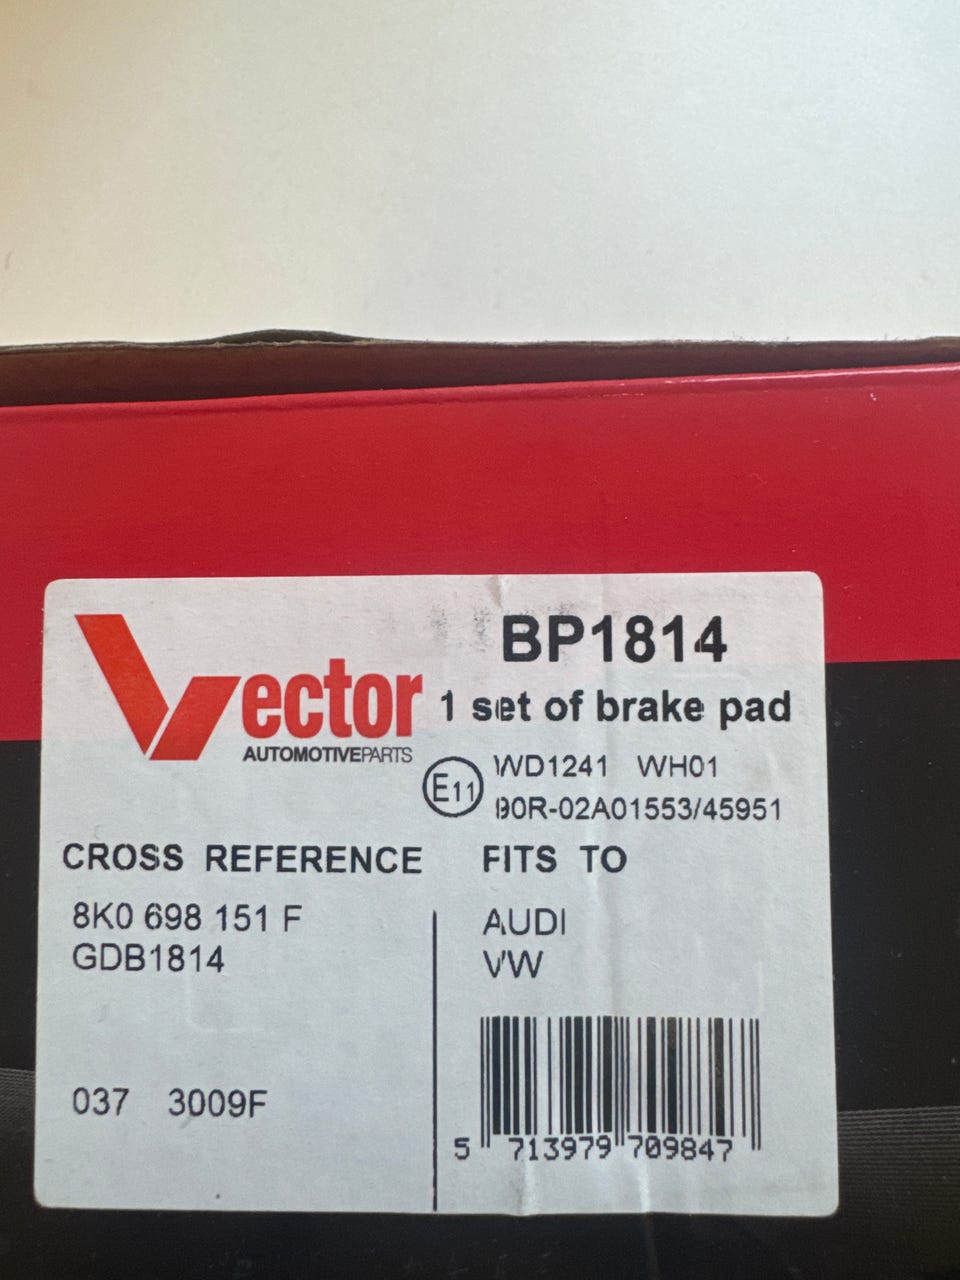 Vector
AUTOMOTIVEPARTS
BP1814
1 set of brake pad
E11
WD1241 WH01
90R-02A01553/45951
CROSS REFERENCE
8K0 698 151 F
GDB1814
037 3009F
FITS TO
AUDI
VW
5 713979 709847